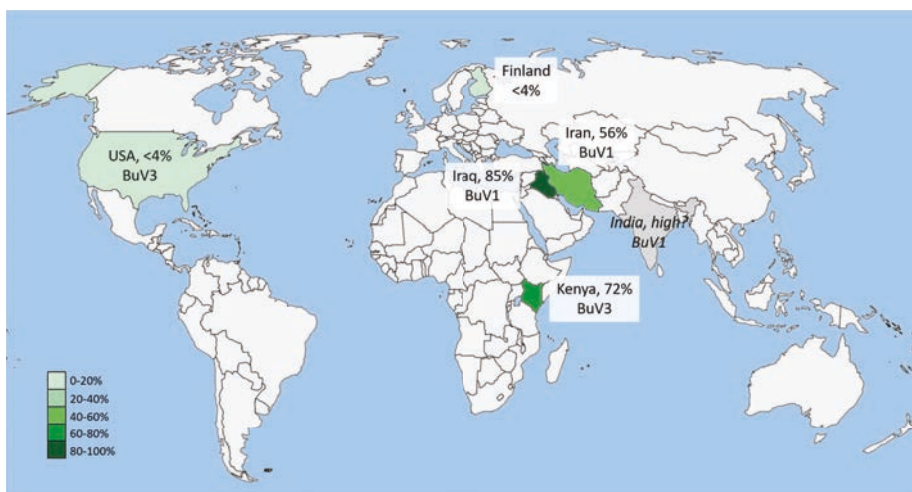 Finland
<4%
USA, <4%
BuV3
Iran, 56%
BuV1
Iraq, 85%
BuV1
India, high?
BuV1
Kenya, 72%
BuV3
0-20%
20-40%
40-60%
60-80%
80-100%